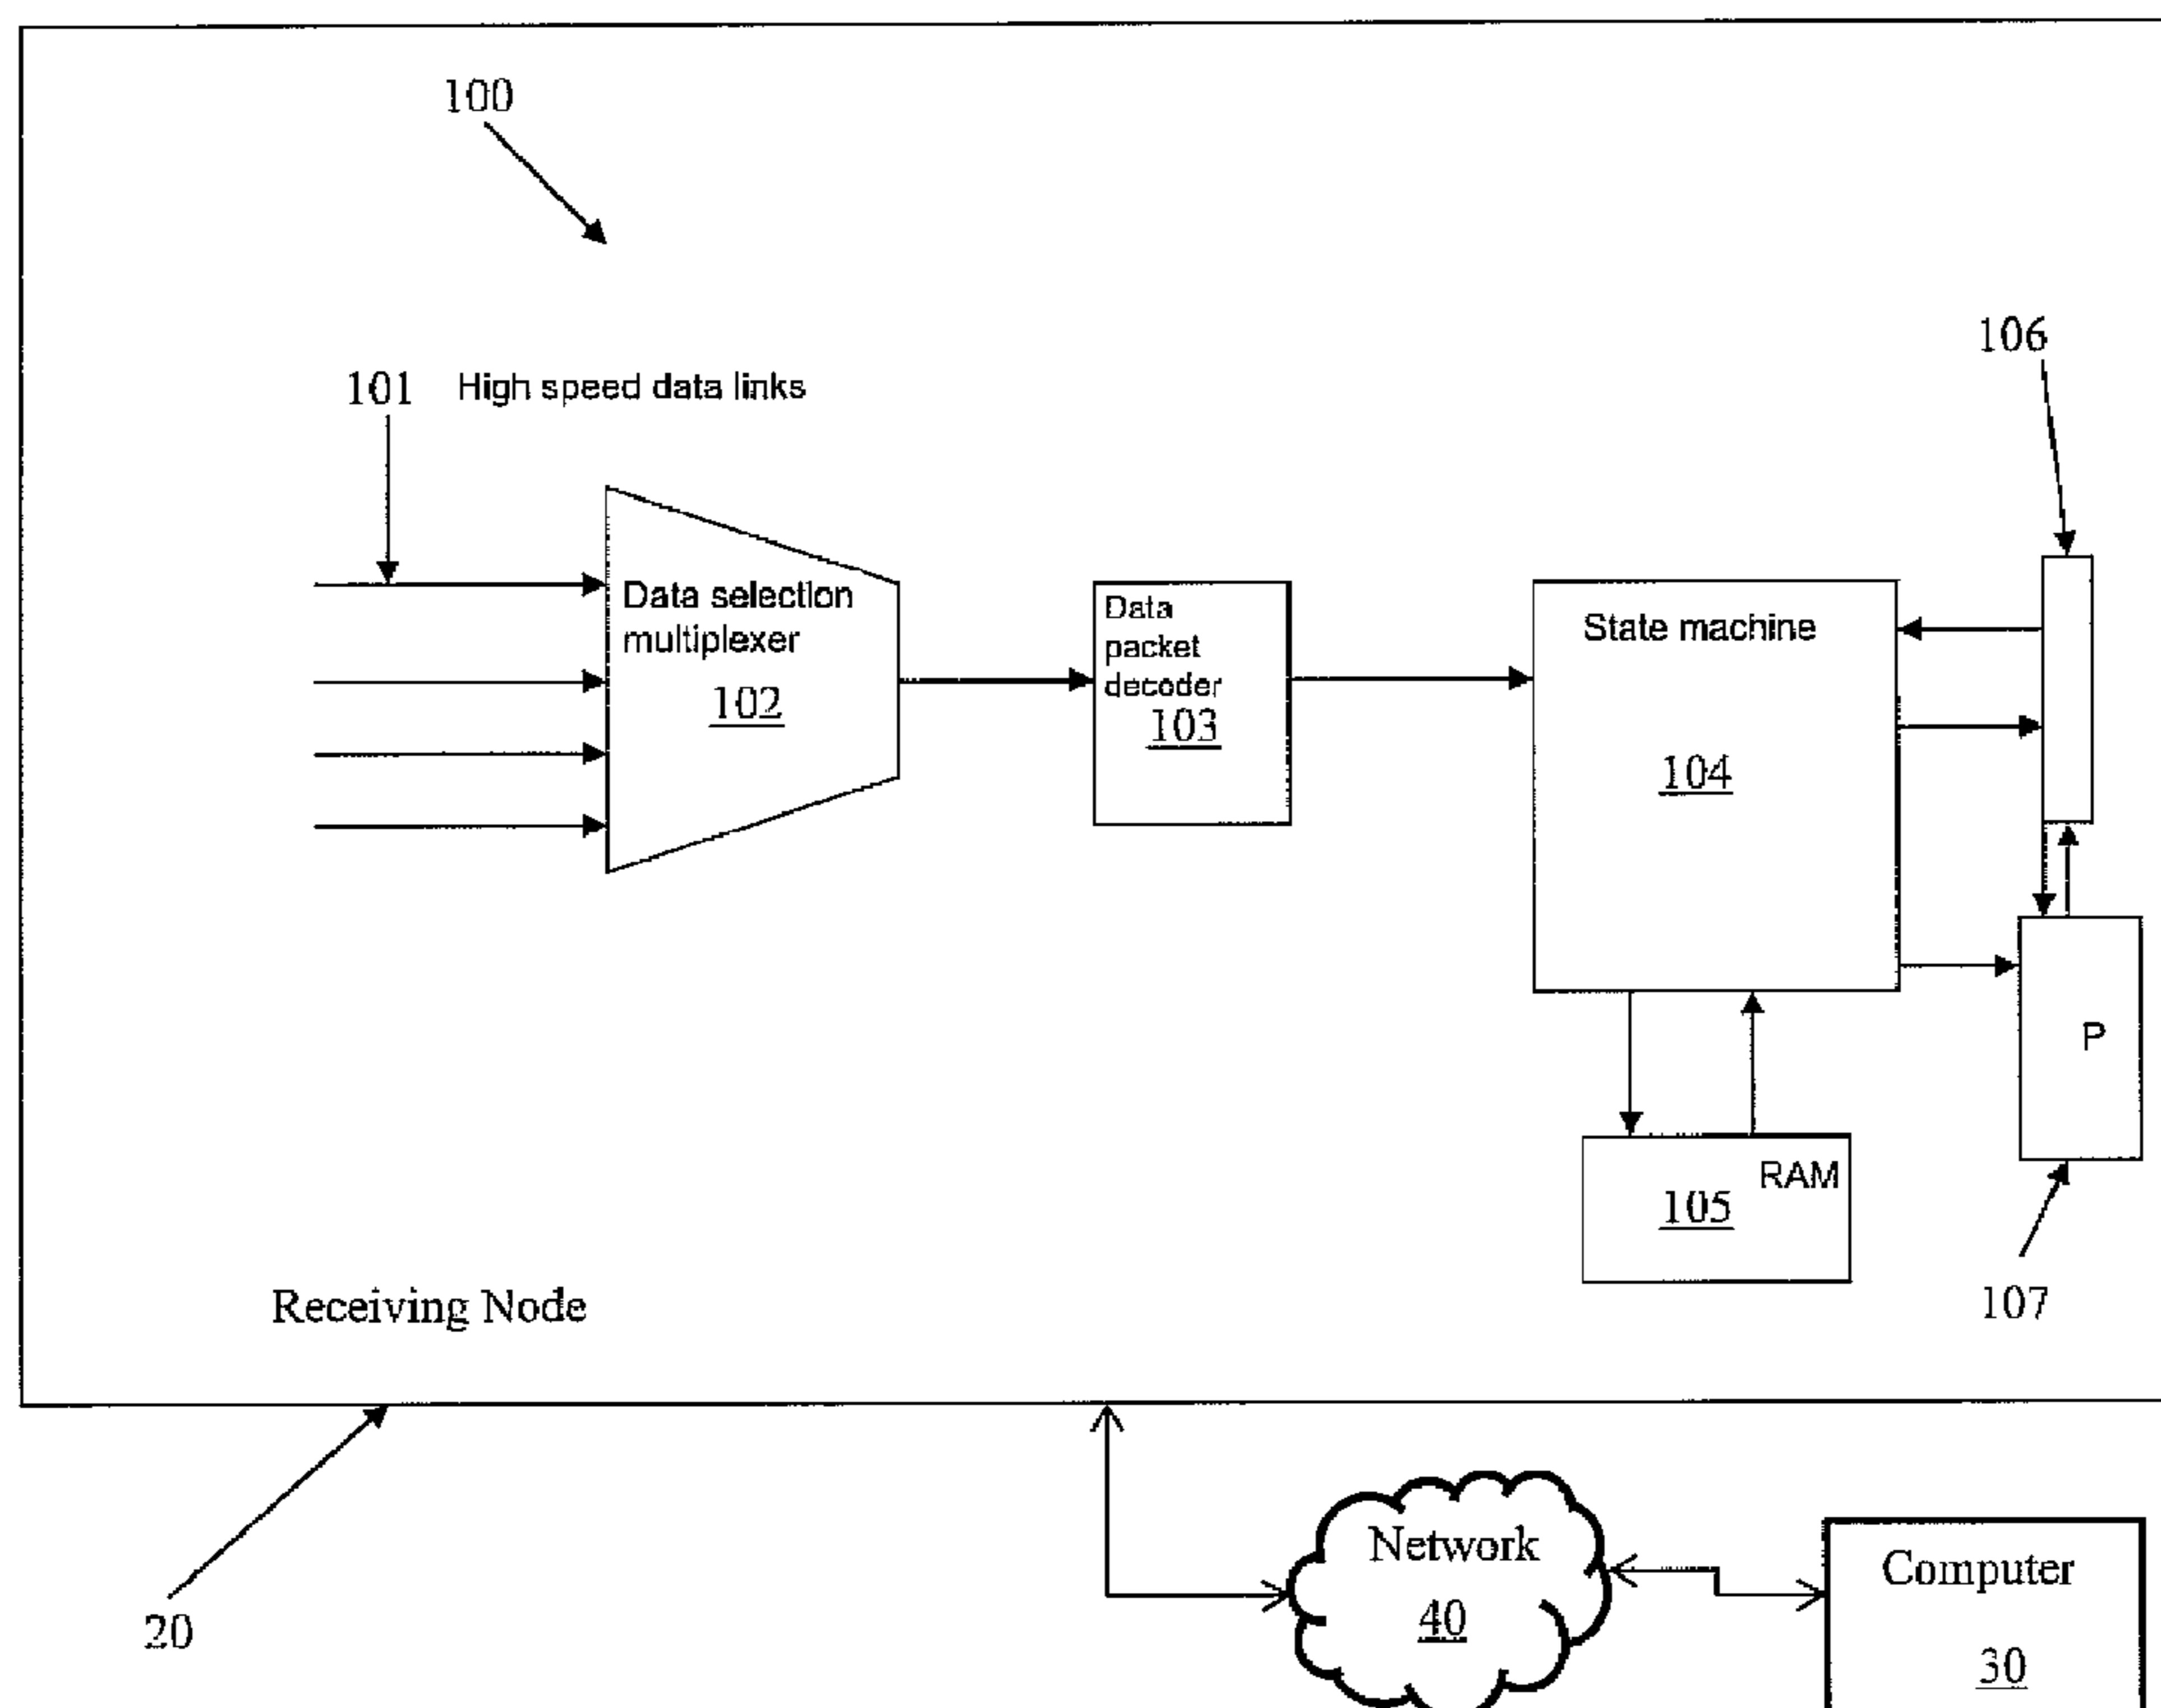 100
106
101 High speed data links
Data selection
multiplexer
102
Data
packet
decoder
103
State machine
104
P
RAM
105
107
Receiving Node
20
Network
40
Computer
30